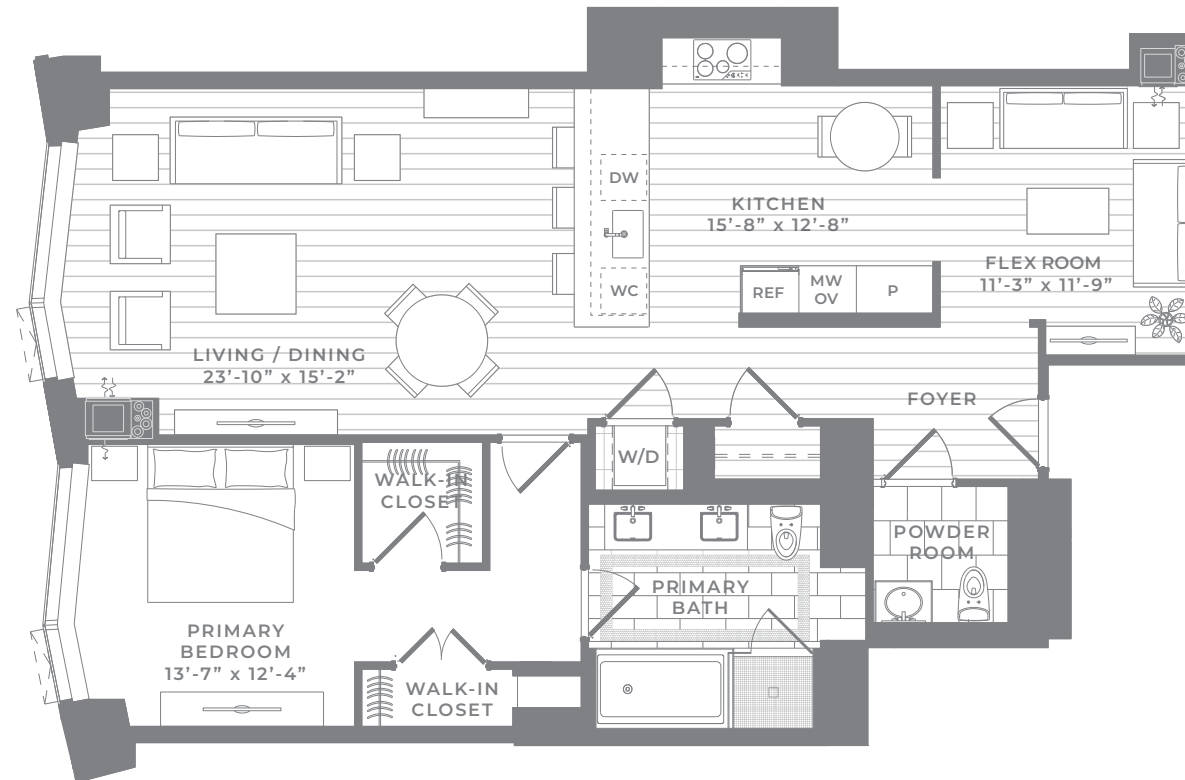 DW
KITCHEN
15’-8” x 12’-8”
FLEX ROOM
11’-3” x 11’-9”
WC
REF
MW
OV
P
LIVING / DINING
23’-10” x 15’-2”
FOYER
W/D
WALK-IN
CLOSET
POWDER
ROOM
PRIMARY
BATH
PRIMARY
BEDROOM
13’-7” x 12’-4”
WALK-IN
CLOSET